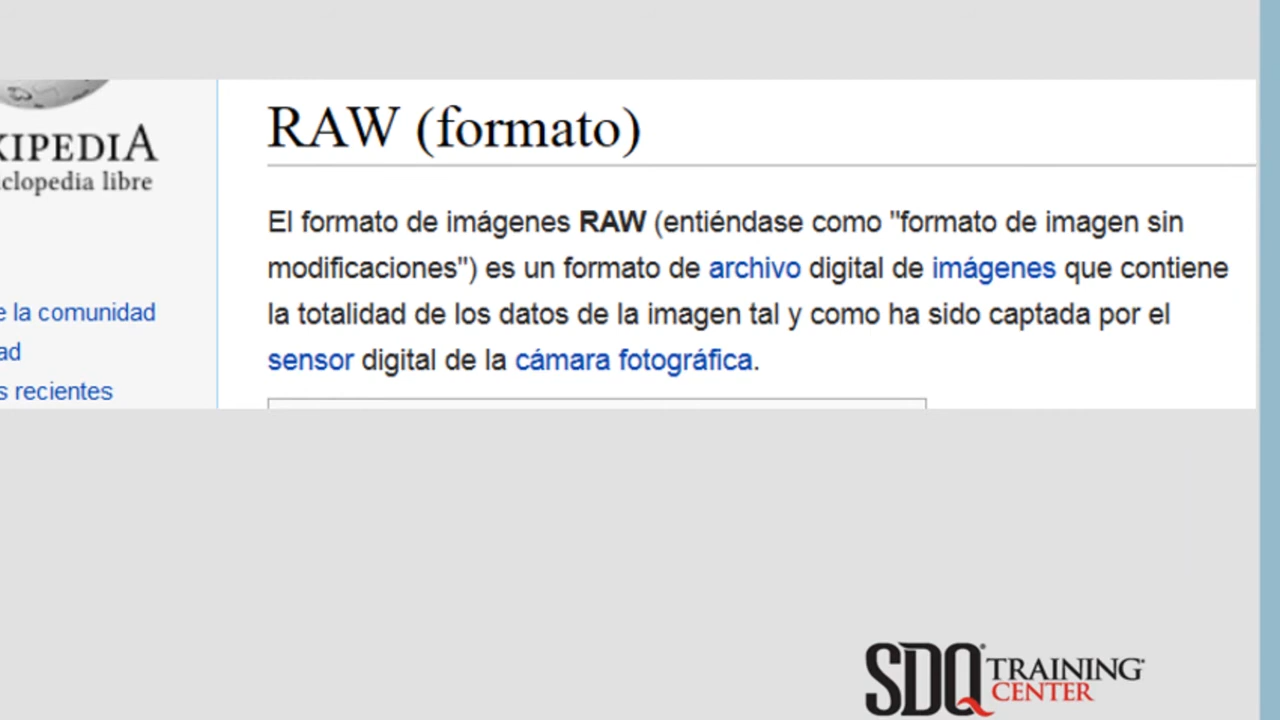 RAW (formato)
KIPEDIA
clopedia libre
El formato de imágenes RAW (entiéndase como "formato de imagen sin
modificaciones") es un formato de archivo digital de imágenes que contiene
la totalidad de los datos de la imagen tal y como ha sido captada por el
sensor digital de la cámara fotográfica.
e la comunidad
ad
s recientes
SDQ TRAINING
CENTER